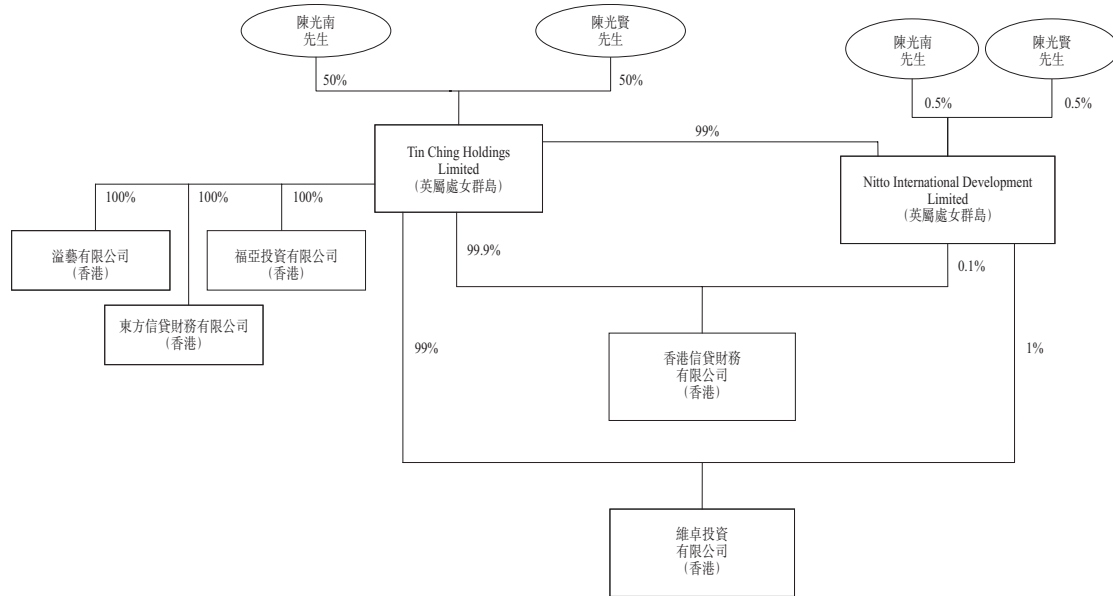 陳光南
先生
陳光賢
先生
陳光南
先生
陳光賢
先生
50%
50%
0.5%
0.5%
99%
Tin Ching Holdings
Limited
(英屬處女群島)
Nitto International Development
Limited
(英屬處女群島)
100%
100%
100%
溢藝有限公司
(香港)
福亞投資有限公司
(香港)
99.9%
0.1%
東方信貸財務有限公司
(香港)
99%
香港信貸財務
有限公司
(香港)
1%
維卓投資
有限公司
(香港)